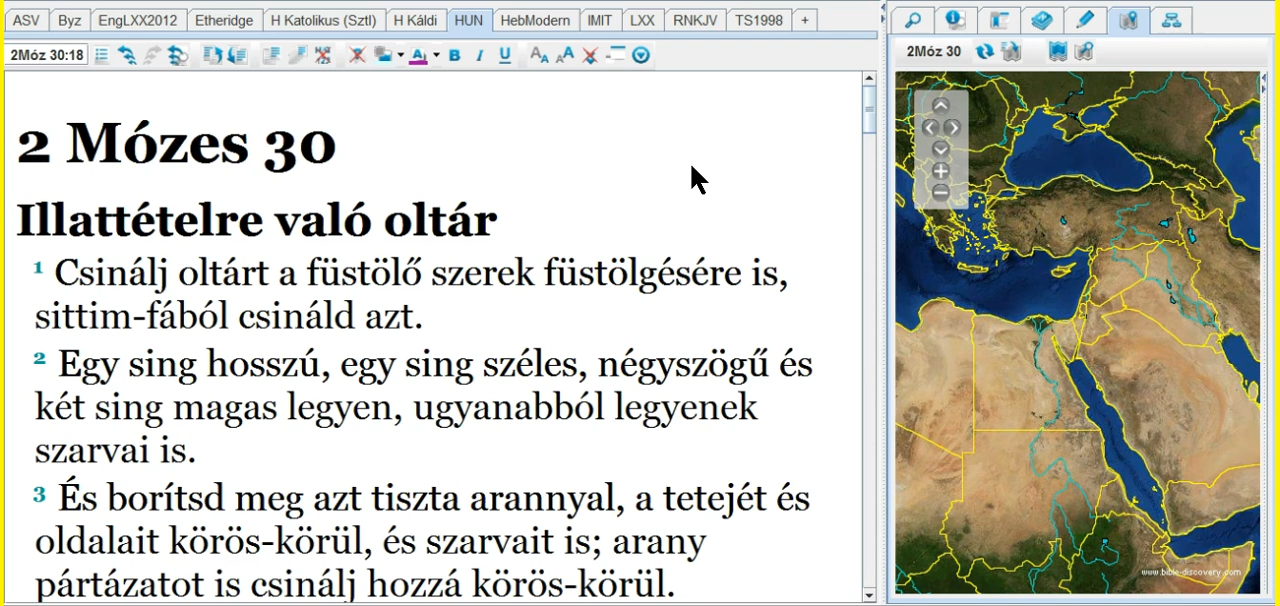 ASV Byz EngLXX2012 Etheridge H Katolikus (Sztl) H Káldi HUN HebModern IMIT LXX RNKJV TS1998 +
2Móz 30:18
B I U A A A A
2Móz 30
2 Mózes 30
Illattételre való oltár
1 Csinálj oltárt a füstölő szerek füstölgésére is,
sittim-fából csináld azt.
2 Egy sing hosszú, egy sing széles, négyszögű és
két sing magas legyen, ugyanabból legyenek
szarvai is.
3 És borítsd meg azt tiszta arannyal, a tetejét és
oldalait körös-körül, és szarvait is; arany
pártázatot is csinálj hozzá körös-körül.
www.bible-discovery.com